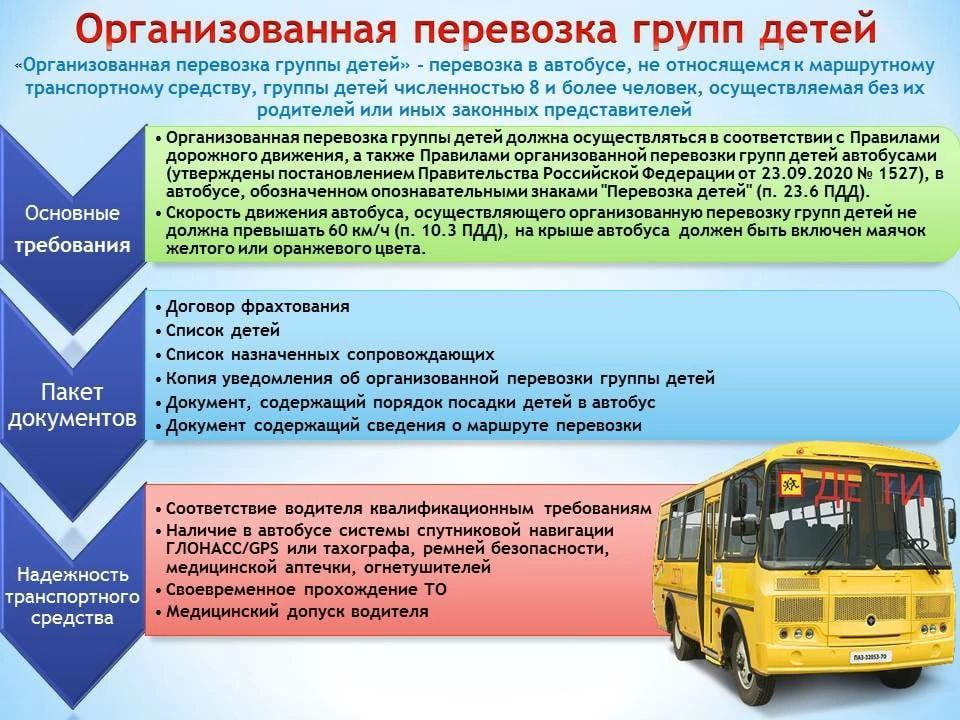 Организованная перевозка групп детей
«Организованная перевозка группы детей» - перевозка в автобусе, не относящемся к маршрутному
транспортному средству, группы детей численностью 8 и более человек, осуществляемая без их
родителей или иных законных представителей
Основные
требования
• Организованная перевозка группы детей должна осуществляться в соответствии с Правилами
дорожного движения, а также Правилами организованной перевозки групп детей автобусами
(утверждены постановлением Правительства Российской Федерации от 23.09.2020 № 1527), в
автобусе, обозначенном опознавательными знаками "Перевозка детей" (п. 23.6 ПДД).
• Скорость движения автобуса, осуществляющего организованную перевозку групп детей не
должна превышать 60 км/ч (п. 10.3 ПДД), на крыше автобуса должен быть включен маячок
желтого или оранжевого цвета.
Пакет
документов
• Договор фрахтования
• Список детей
• Список назначенных сопровождающих
• Копия уведомления об организованной перевозки группы детей
• Документ, содержащий порядок посадки детей в автобус
• Документ содержащий сведения о маршруте перевозки
Надежность
транспортного
средства
• Соответствие водителя квалификационным требованиям
• Наличие в автобусе системы спутниковой навигации
ГЛОНАСС/GPS или тахографа, ремней безопасности,
медицинской аптечки, огнетушителей
• Своевременное прохождение ТО
• Медицинский допуск водителя
ДЕ ТИ
ДЕТИ
ПАЗ-32053-70